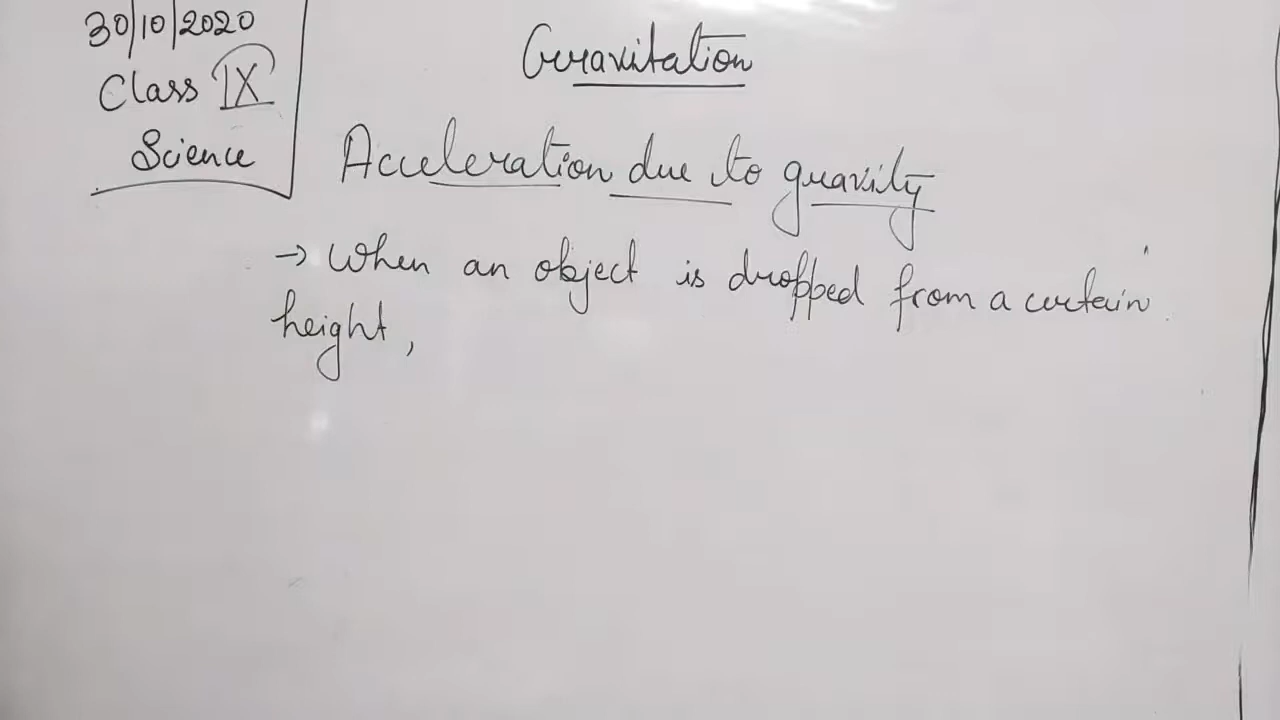 30/10/2020
Class IX
Science
Gravitation
Acceleration due to gravity
→ When an object is dropped from a certain
height,